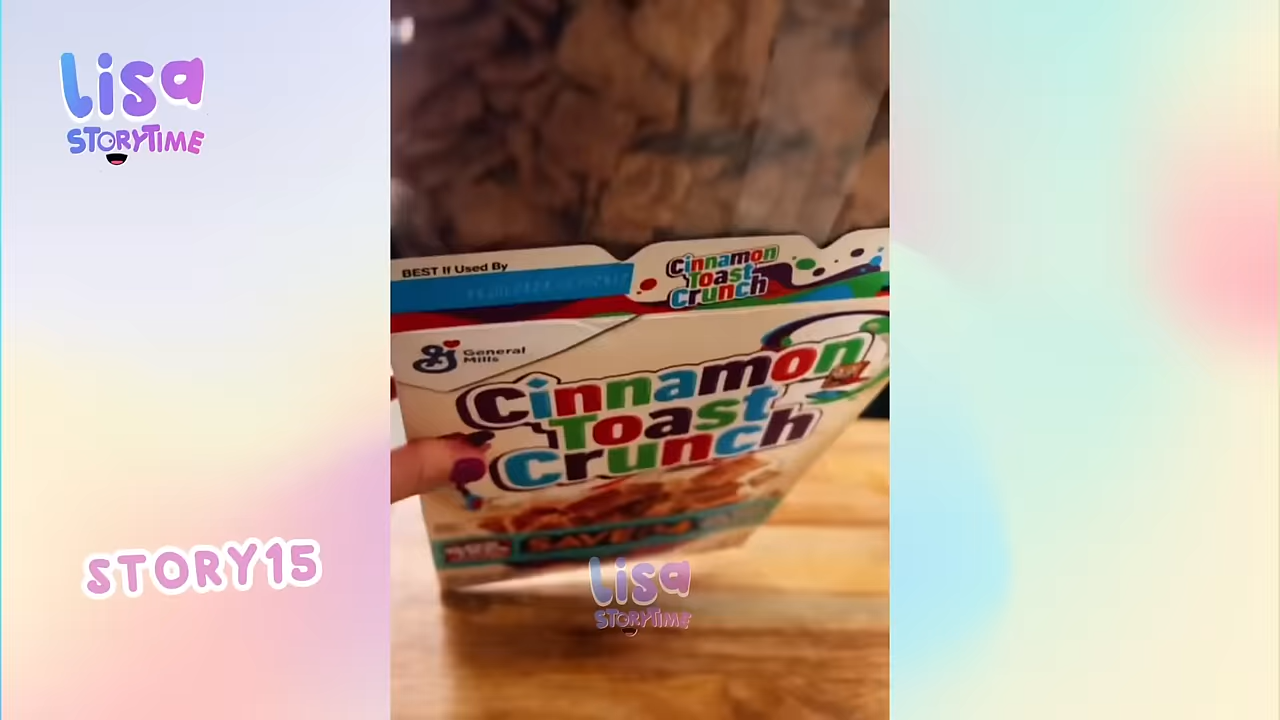 Lisa
STORYTIME
BEST If Used By
Cinnamon
Toast
Crunch
General
Mills
Cinnamon
Toast
Crunch
STORY15
Lisa
STORYTIME